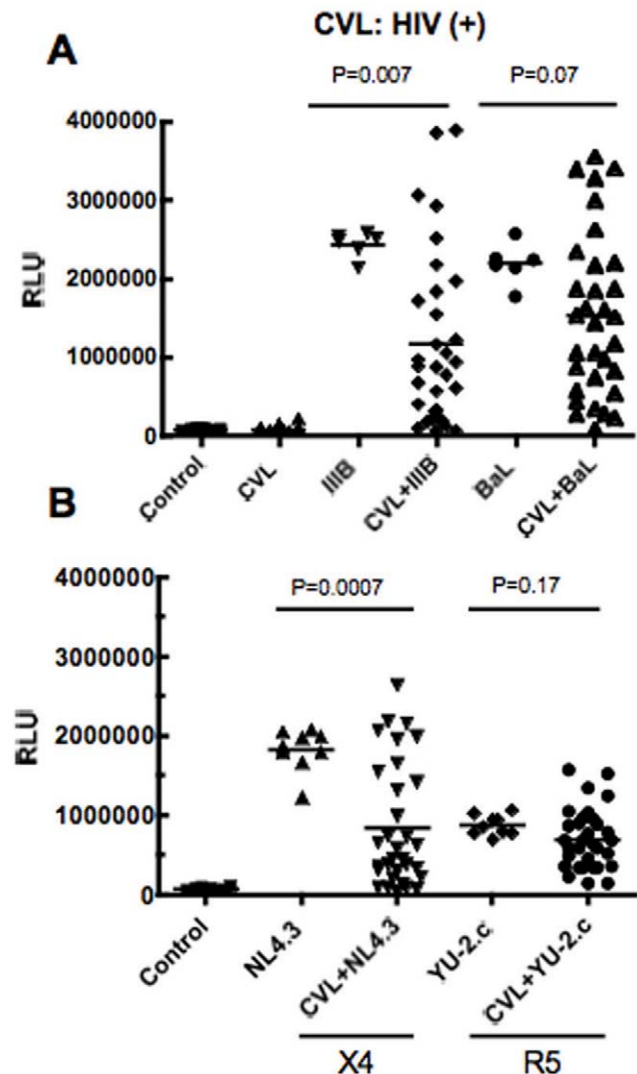 CVL: HIV (+)
A
P=0.007 P=0.07
4000000
3000000
2000000
1000000
0
RLU
Control CVL IIIB CVL+IIIB BaL CVL+BaL
B
P=0.0007 P=0.17
4000000
3000000
2000000
1000000
0
RLU
Control NL4.3 CVL+NL4.3 YU-2.c CVL+YU-2.c
X4 R5